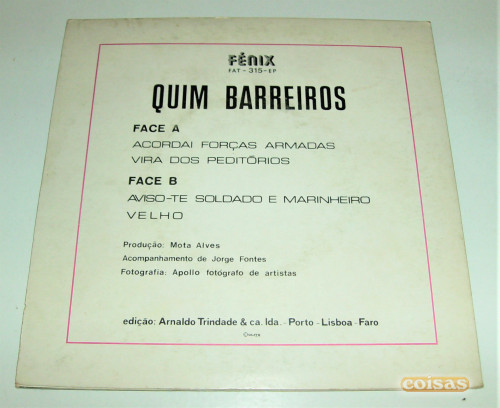 FÉNIX
FAT-315-EP
QUIM BARREIROS
FACE A
ACORDAI FORÇAS ARMADAS
VIRA DOS PEDITÓRIOS
FACE B
AVISO-TE SOLDADO E MARINHEIRO
VELHO
Produção: Mota Alves
Acompanhamento de Jorge Fontes
Fotografia: Apollo fotógrafo de artistas
edição: Arnaldo Trindade & ca. lda. - Porto - Lisboa - Faro
coisas